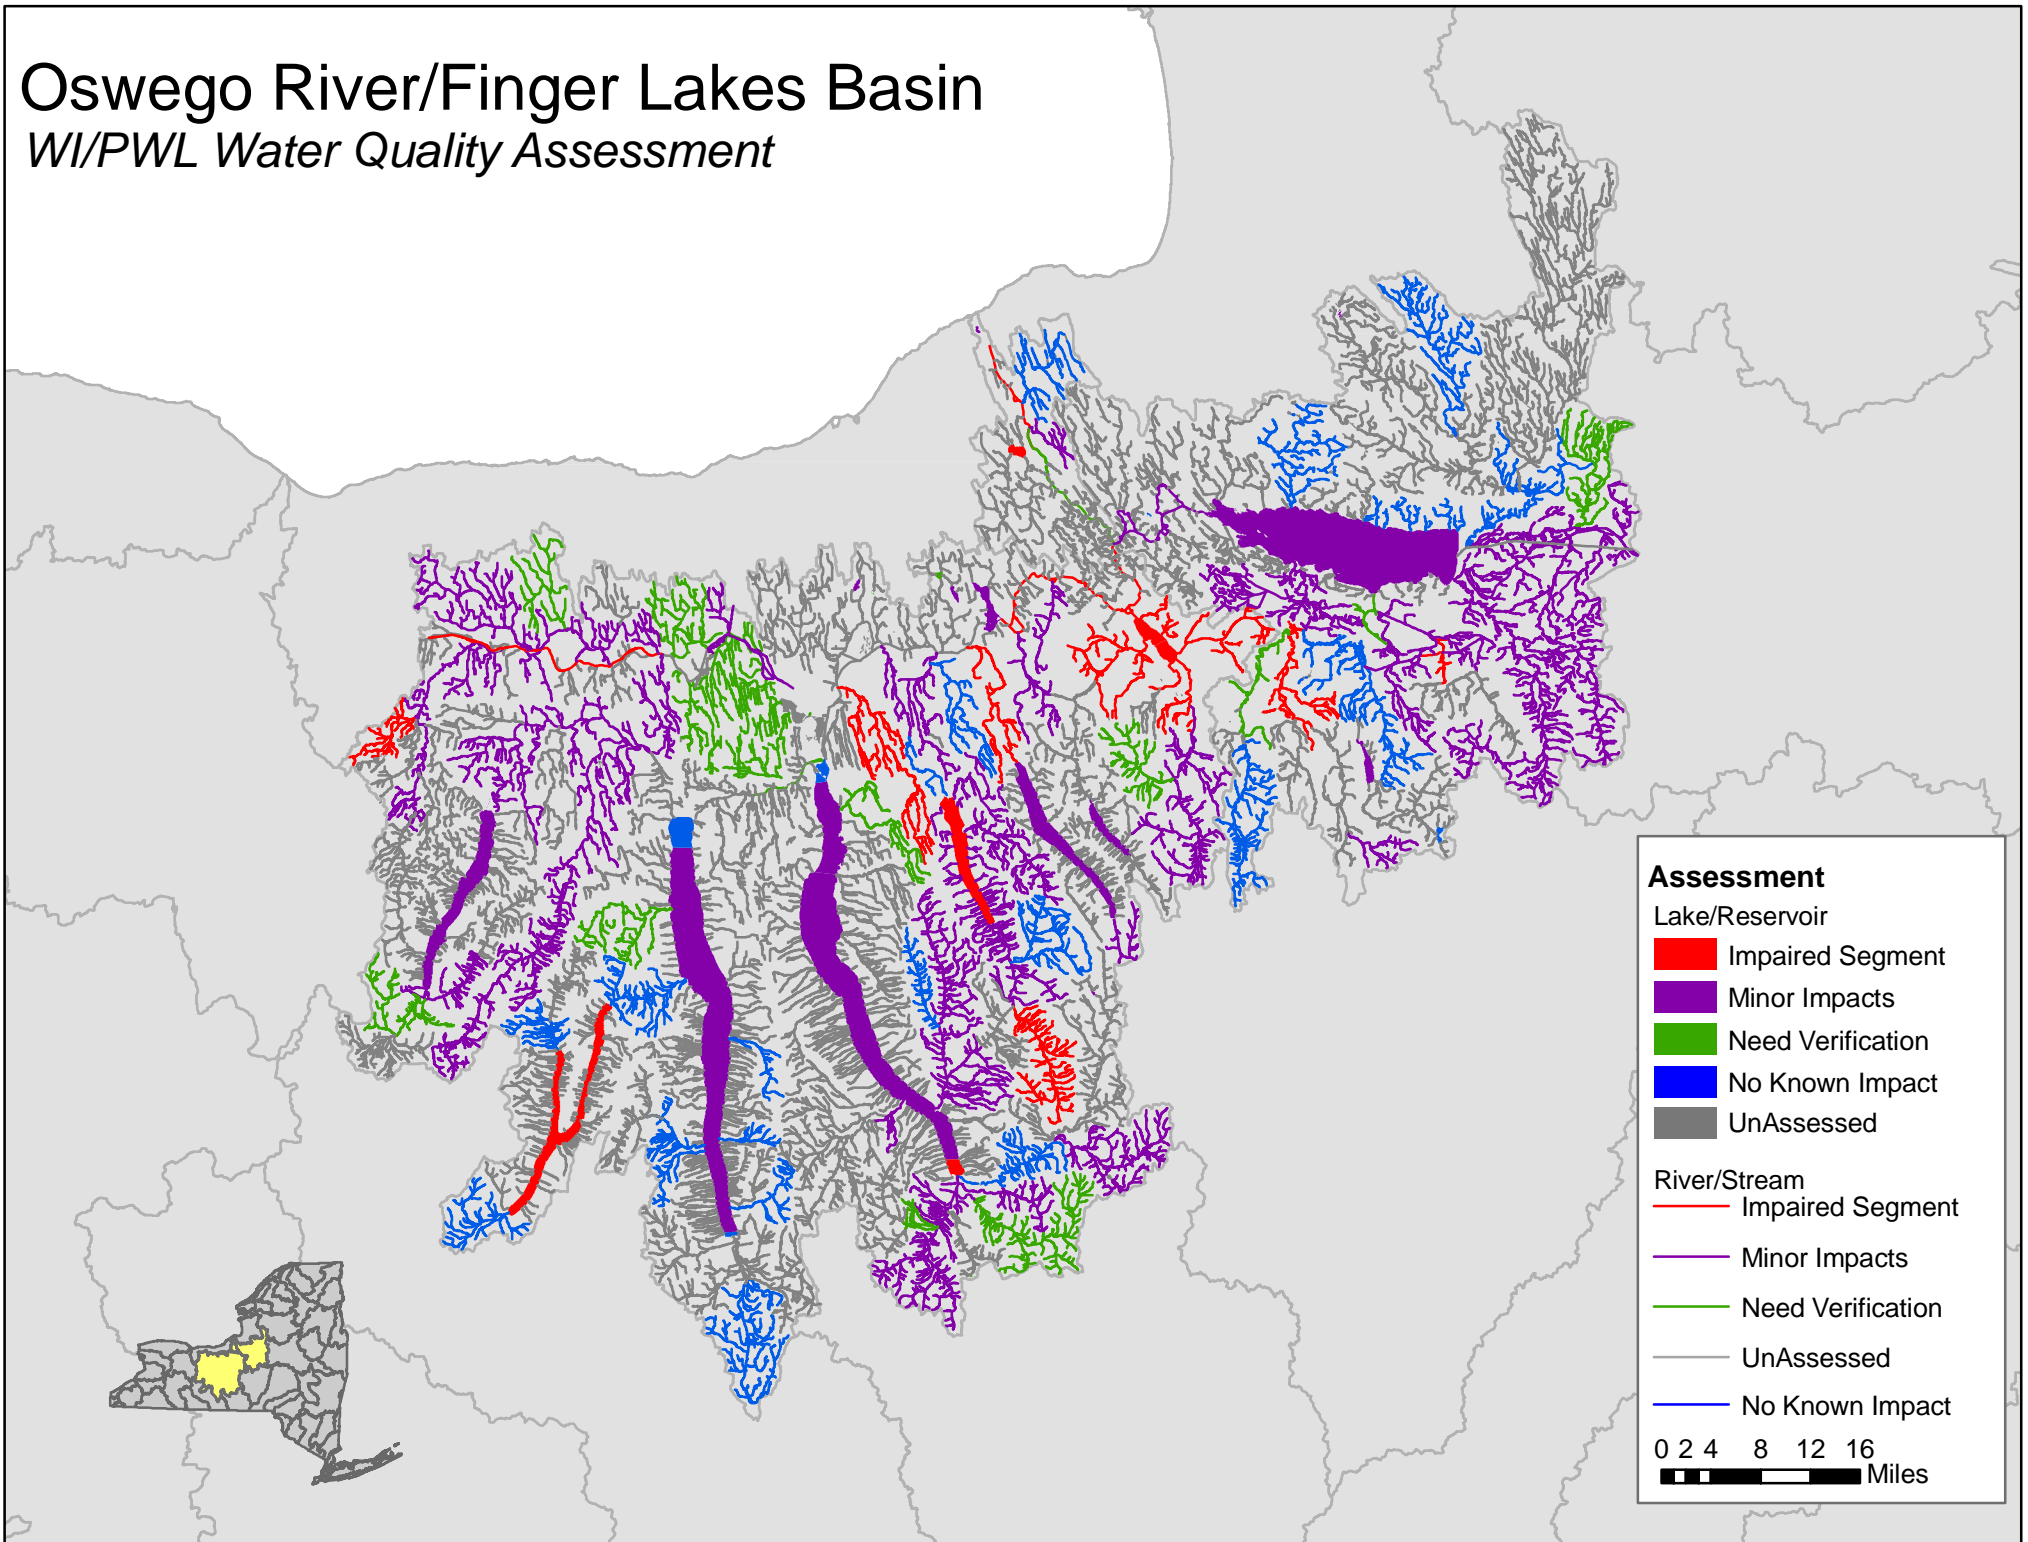 Oswego River/Finger Lakes Basin
WI/PWL Water Quality Assessment
Assessment
Lake/Reservoir
Impaired Segment
Minor Impacts
Need Verification
No Known Impact
UnAssessed
River/Stream
Impaired Segment
Minor Impacts
Need Verification
UnAssessed
No Known Impact
0 2 4 8 12 16
Miles